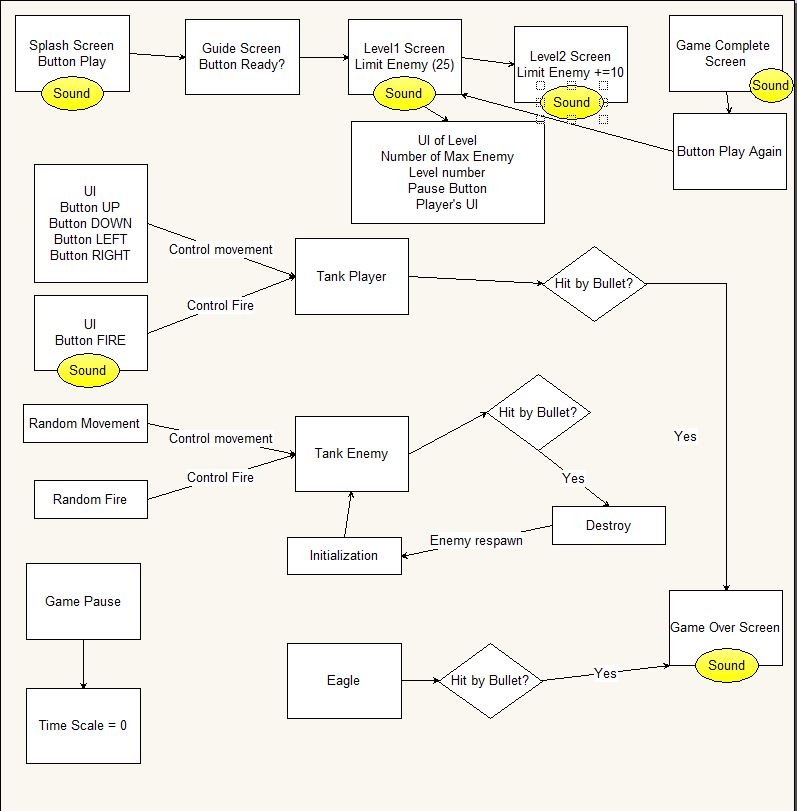 Splash Screen
Button Play
Sound
Guide Screen
Button Ready?
Level1 Screen
Limit Enemy (25)
Sound
Level2 Screen
Limit Enemy +=10
Sound
Game Complete
Screen
Sound
UI of Level
Number of Max Enemy
Level number
Pause Button
Player's UI
Button Play Again
UI
Button UP
Button DOWN
Button LEFT
Button RIGHT
Control movement
Tank Player
Hit by Bullet?
Control Fire
UI
Button FIRE
Sound
Random Movement
Control movement
Tank Enemy
Hit by Bullet?
Yes
Control Fire
Yes
Random Fire
Destroy
Enemy respawn
Initialization
Game Pause
Game Over Screen
Sound
Eagle
Hit by Bullet?
Yes
Time Scale = 0